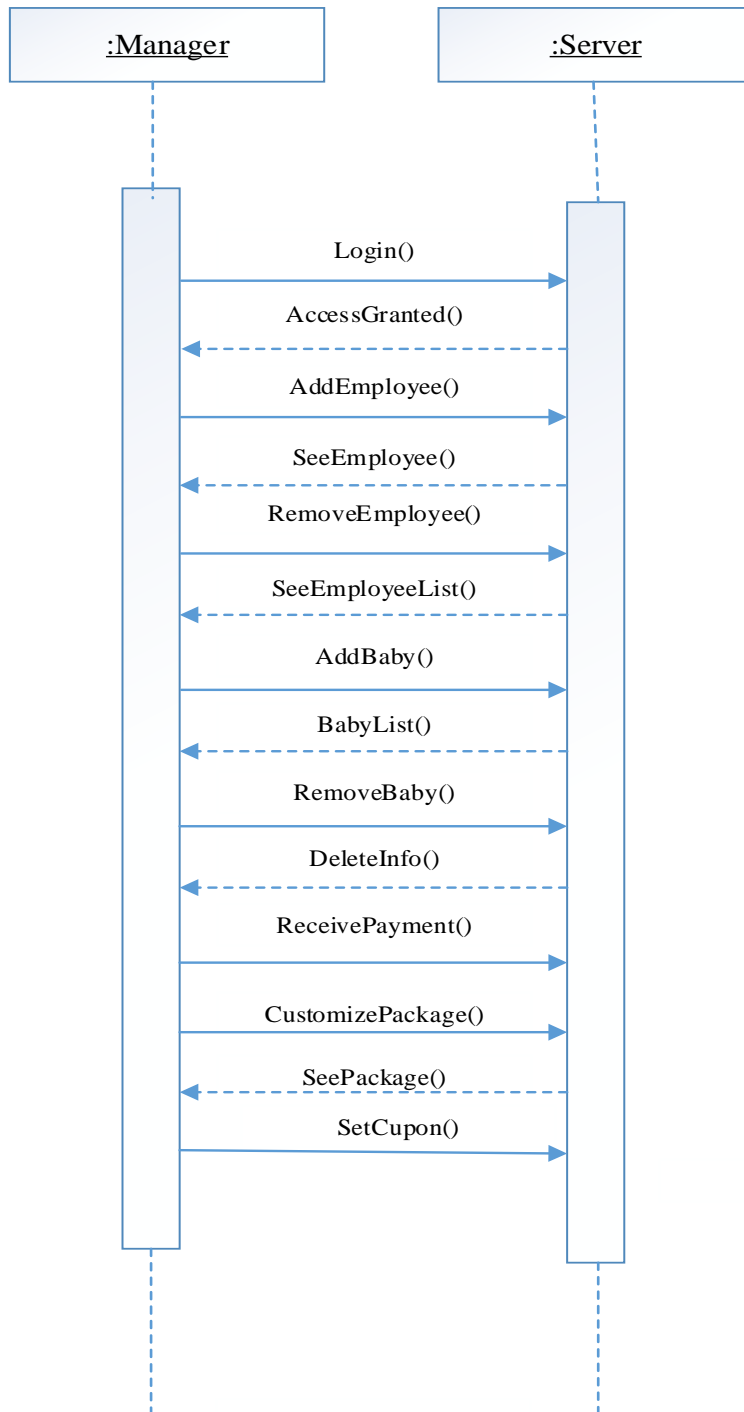 :Manager
:Server
Login()
AccessGranted()
AddEmployee()
SeeEmployee()
RemoveEmployee()
SeeEmployeeList()
AddBaby()
BabyList()
RemoveBaby()
DeleteInfo()
ReceivePayment()
CustomizePackage()
SeePackage()
SetCupon()